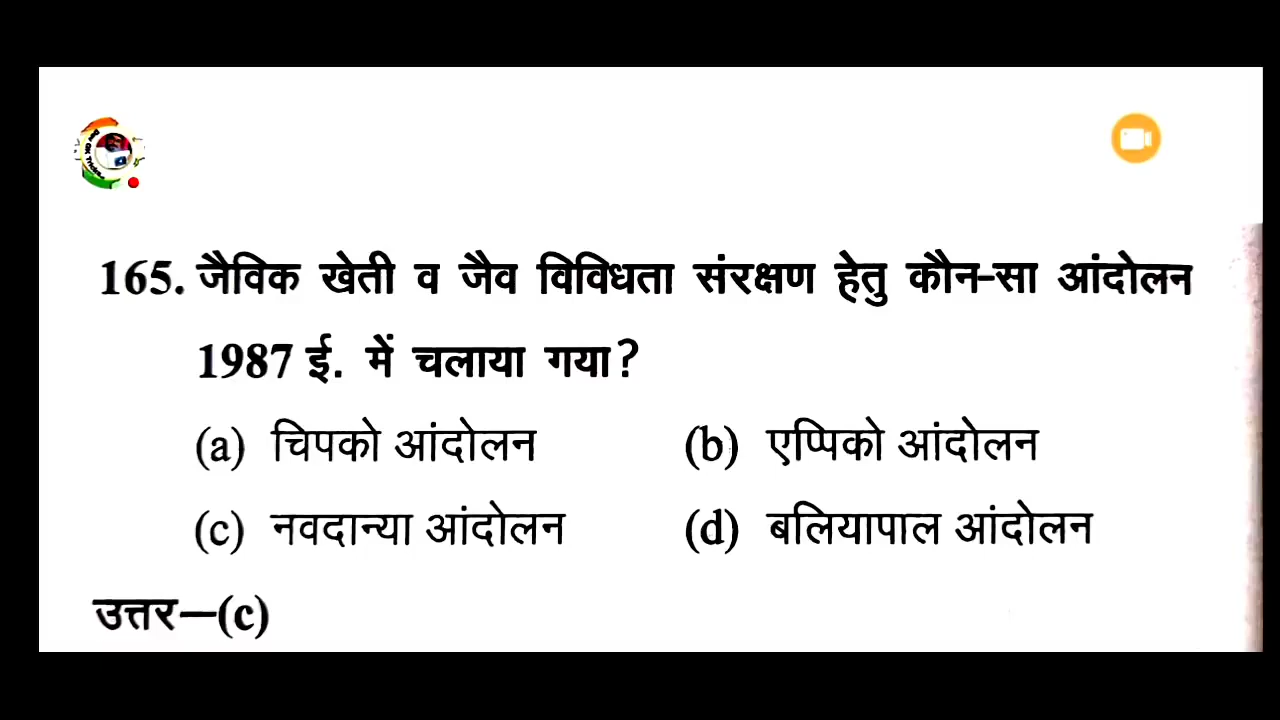 165. जैविक खेती व जैव विविधता संरक्षण हेतु कौन-सा आंदोलन
1987 ई. में चलाया गया?
(a) चिपको आंदोलन (b) एप्पिको आंदोलन
(c) नवदान्या आंदोलन (d) बलियापाल आंदोलन
उत्तर—(c)